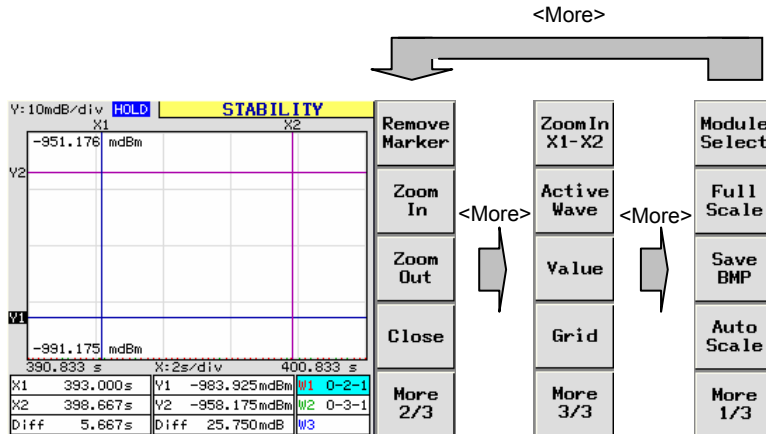 <More>
Y:10mdB/div HOLD STABILITY
X1 X2
-951.176 mdBm
Y2
Y1
-991.175 mdBm
390.833 s X:2s/div 400.833 s
X1 393.000s Y1 -983.925mdBm W1 0-2-1
X2 398.667s Y2 -958.175mdBm W2 0-3-1
Diff 5.667s Diff 25.750mdB W3
Remove
Marker
Zoom
In
Zoom
Out
Close
More
2/3
<More>
ZoomIn
X1-X2
Active
Wave
Value
Grid
More
3/3
<More>
Module
Select
Full
Scale
Save
BMP
Auto
Scale
More
1/3